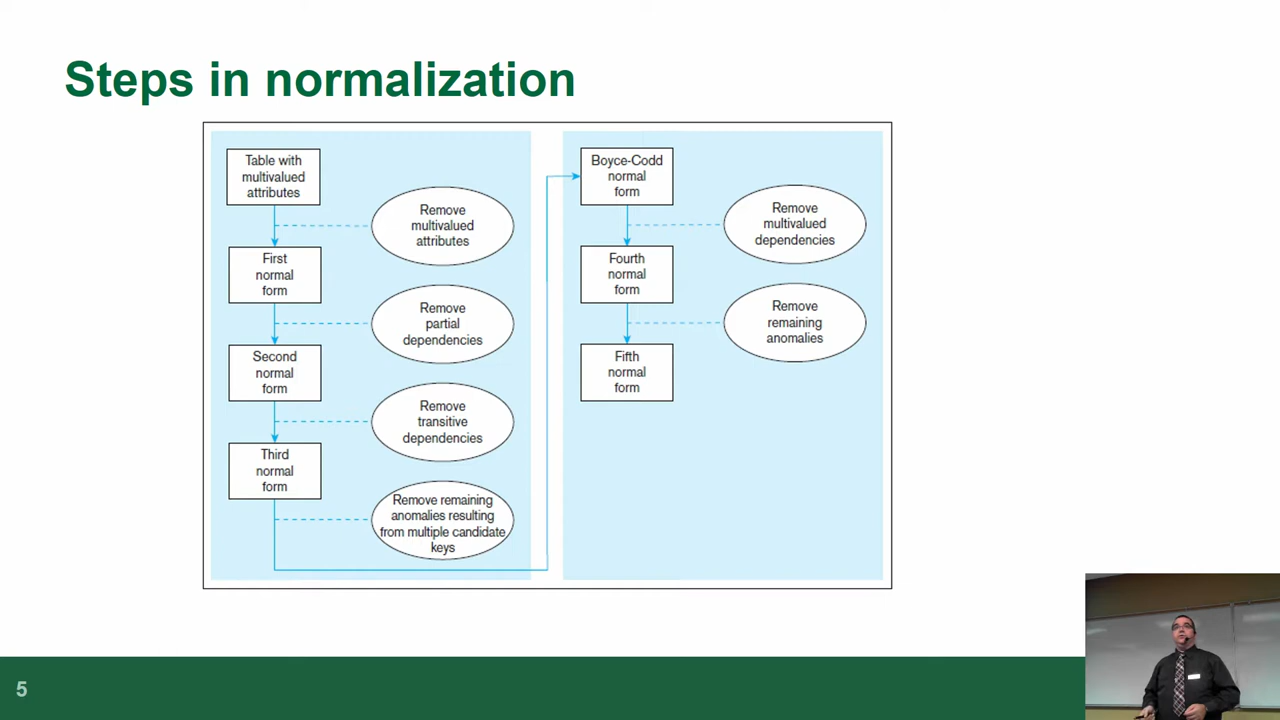 Steps in normalization
Table with
multivalued
attributes
Remove
multivalued
attributes
First
normal
form
Remove
partial
dependencies
Second
normal
form
Remove
transitive
dependencies
Third
normal
form
Remove remaining
anomalies resulting
from multiple candidate
keys
Boyce-Codd
normal
form
Remove
multivalued
dependencies
Fourth
normal
form
Remove
remaining
anomalies
Fifth
normal
form
5